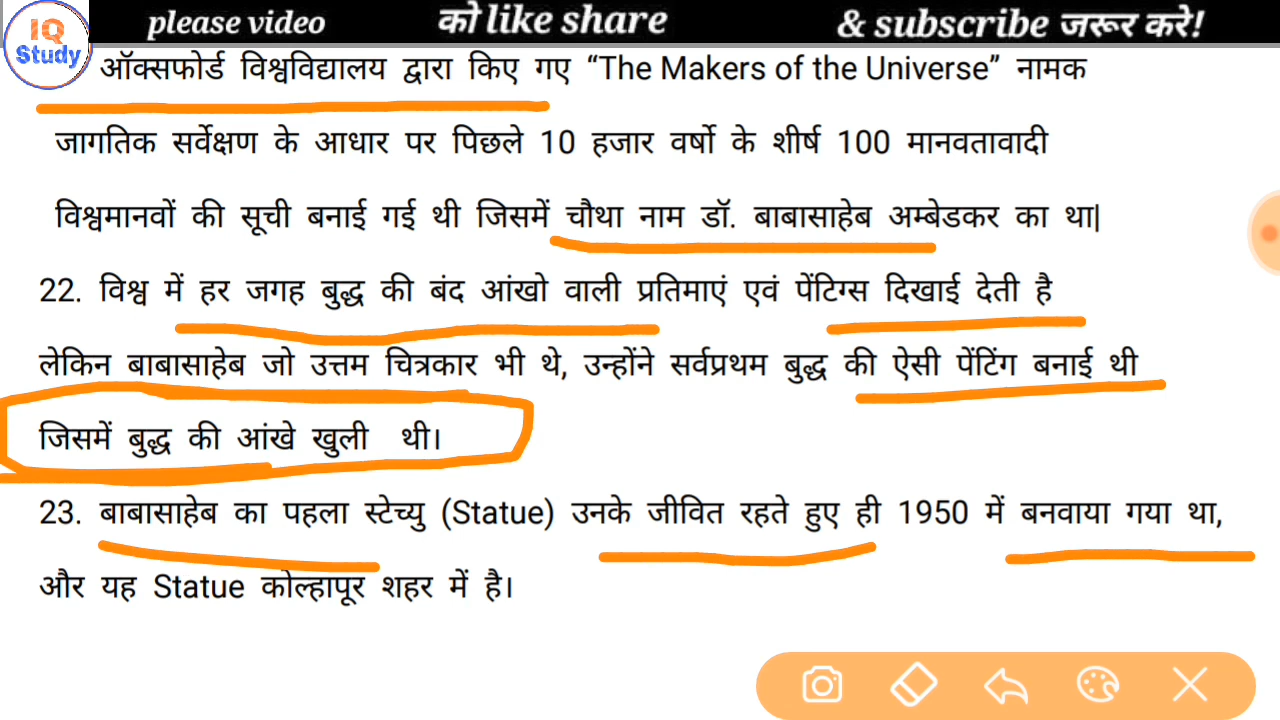 IQ Study
please video को like share & subscribe जरूर करे!
ऑक्सफोर्ड विश्वविद्यालय द्वारा किए गए “The Makers of the Universe” नामक
जागतिक सर्वेक्षण के आधार पर पिछले 10 हजार वर्षो के शीर्ष 100 मानवतावादी
विश्वमानवों की सूची बनाई गई थी जिसमें चौथा नाम डॉ. बाबासाहेब अम्बेडकर का था|
22. विश्व में हर जगह बुद्ध की बंद आंखो वाली प्रतिमाएं एवं पेंटिग्स दिखाई देती है
लेकिन बाबासाहेब जो उत्तम चित्रकार भी थे, उन्होंने सर्वप्रथम बुद्ध की ऐसी पेंटिंग बनाई थी
जिसमें बुद्ध की आंखे खुली थी।
23. बाबासाहेब का पहला स्टेच्यु (Statue) उनके जीवित रहते हुए ही 1950 में बनवाया गया था,
और यह Statue कोल्हापूर शहर में है।